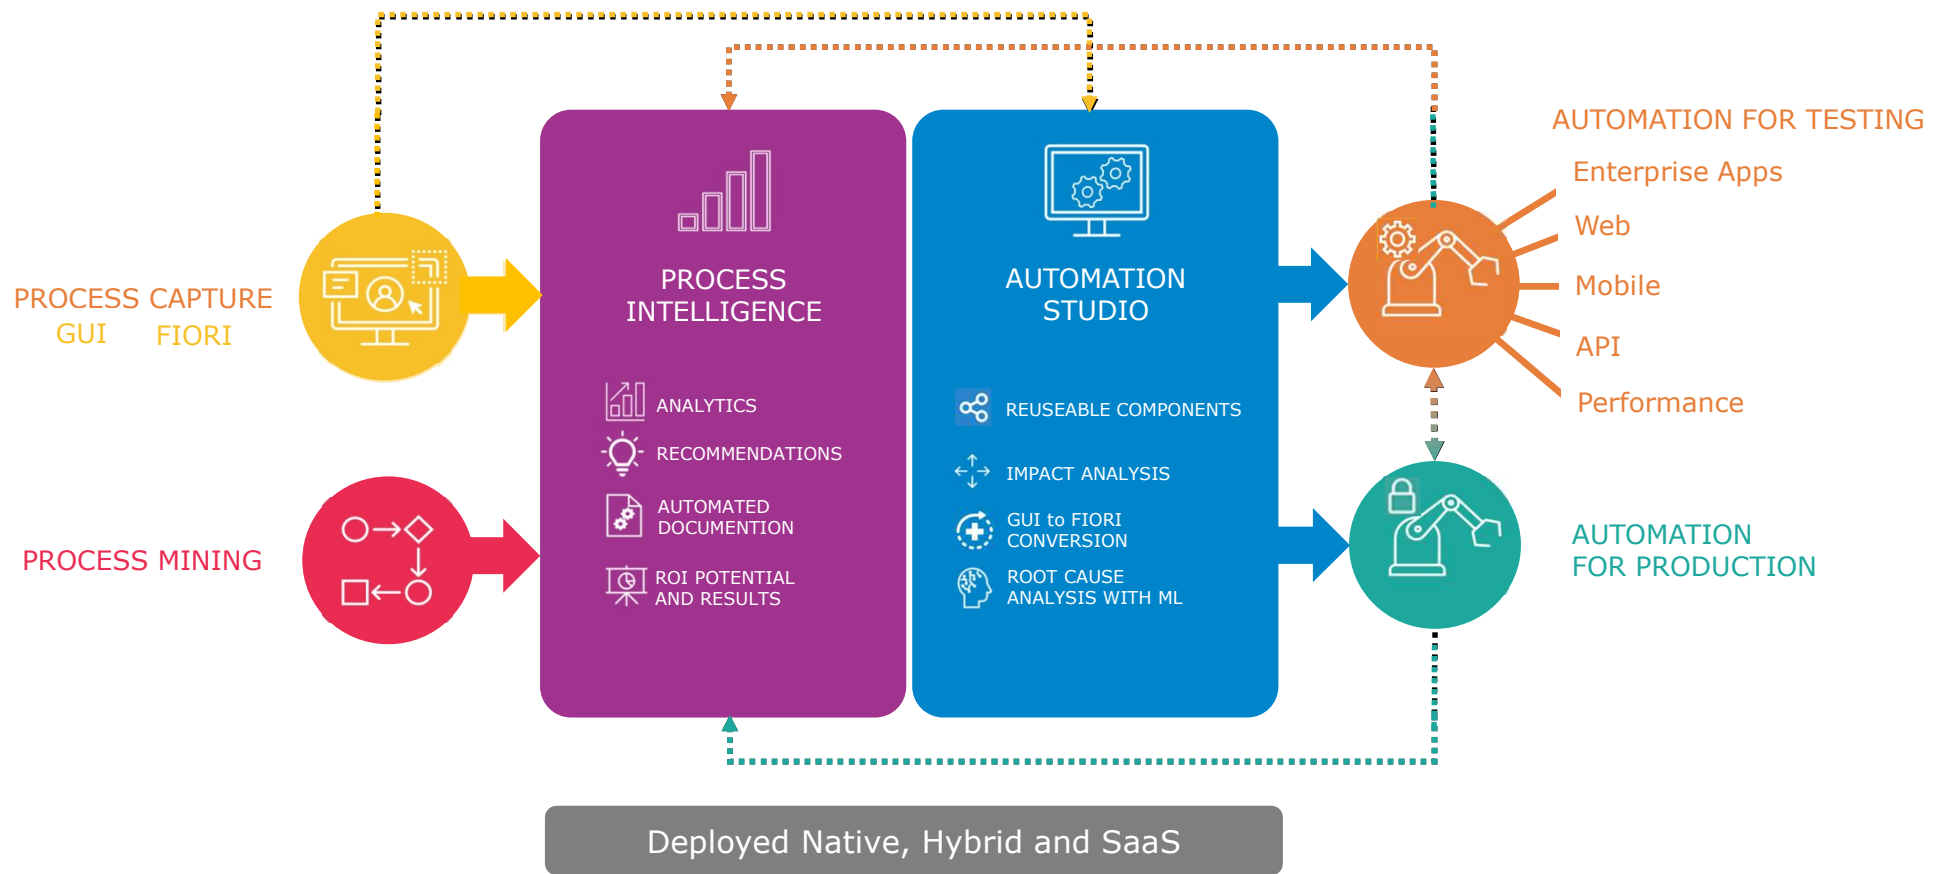 PROCESS CAPTURE
GUI FIORI
PROCESS MINING
PROCESS
INTELLIGENCE
ANALYTICS
RECOMMENDATIONS
AUTOMATED
DOCUMENTION
ROI POTENTIAL
AND RESULTS
AUTOMATION
STUDIO
REUSEABLE COMPONENTS
IMPACT ANALYSIS
GUI to FIORI
CONVERSION
ROOT CAUSE
ANALYSIS WITH ML
AUTOMATION FOR TESTING
Enterprise Apps
Web
Mobile
API
Performance
AUTOMATION
FOR PRODUCTION
Deployed Native, Hybrid and SaaS